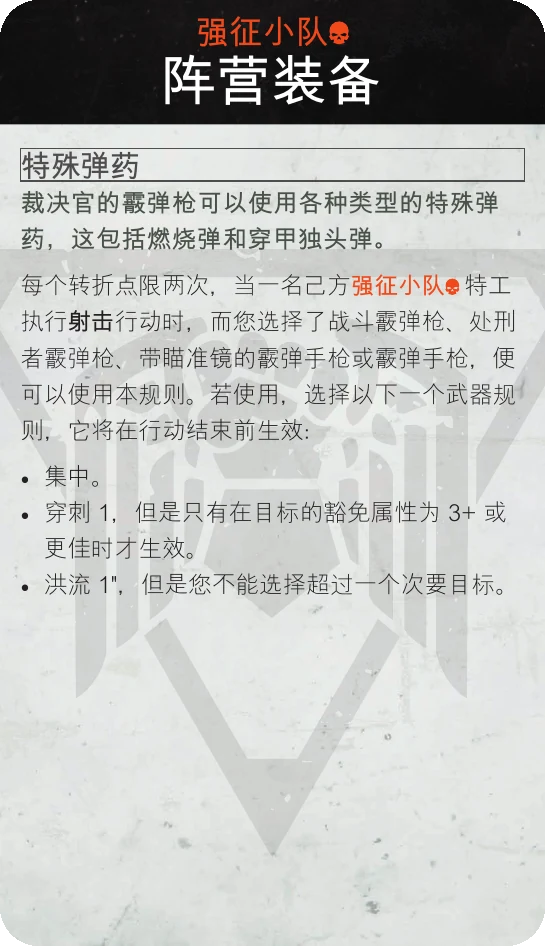 强征小队
阵营装备
特殊弹药
裁决官的霰弹枪可以使用各种类型的特殊弹
药，这包括燃烧弹和穿甲独头弹。
每个转折点限两次，当一名己方强征小队特工
执行射击行动时，而您选择了战斗霰弹枪、处刑
者霰弹枪、带瞄准镜的霰弹手枪或霰弹手枪，便
可以使用本规则。若使用，选择以下一个武器规
则，它将在行动结束前生效:
• 集中。
• 穿刺 1，但是只有在目标的豁免属性为 3+ 或
更佳时才生效。
• 洪流 1"，但是您不能选择超过一个次要目标。